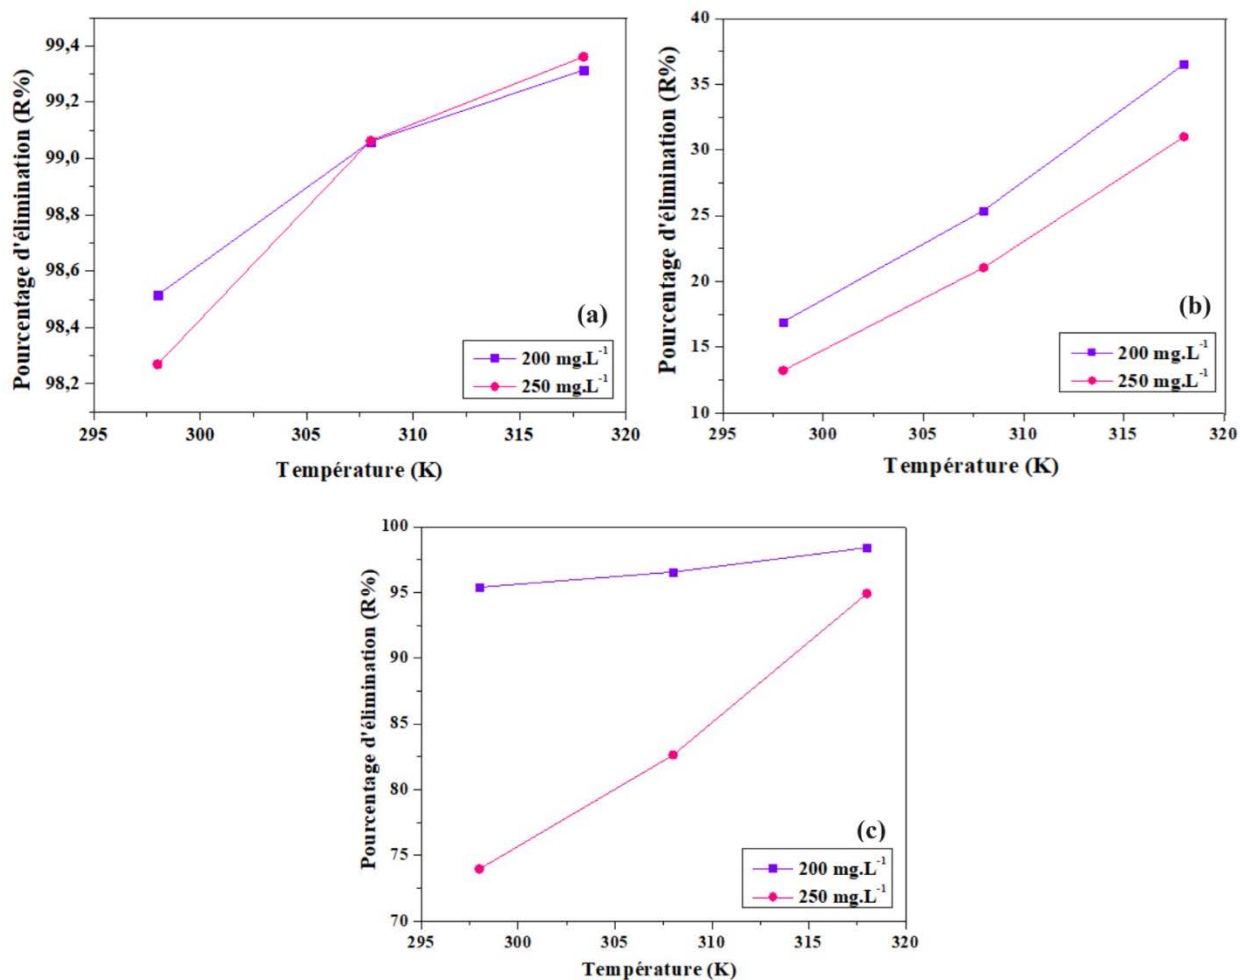 Pourcentage d'élimination (R%)
99,4
99,2
99,0
98,8
98,6
98,4
98,2
(a)
200 mg.L⁻¹
250 mg.L⁻¹
295 300 305 310 315 320
Température (K)
Pourcentage d'élimination (R%)
40
35
30
25
20
15
10
(b)
200 mg.L⁻¹
250 mg.L⁻¹
295 300 305 310 315 320
Température (K)
Pourcentage d'élimination (R%)
100
95
90
85
80
75
70
(c)
200 mg.L⁻¹
250 mg.L⁻¹
295 300 305 310 315 320
Température (K)